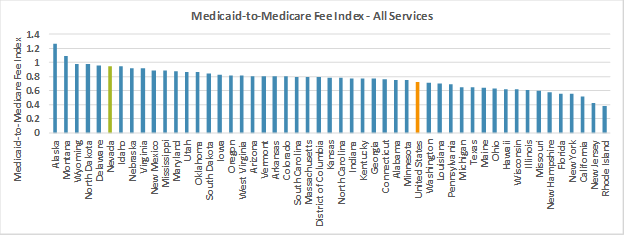 Medicaid-to-Medicare Fee Index - All Services
Medicaid-to-Medicare Fee Index
1.4
1.2
1
0.8
0.6
0.4
0.2
0
Alaska
Montana
Wyoming
North Dakota
Delaware
Nevada
Idaho
Nebraska
Virginia
New Mexico
Mississippi
Maryland
Utah
Oklahoma
South Dakota
Iowa
Oregon
West Virginia
Arizona
Vermont
Arkansas
Colorado
South Carolina
Massachusetts
District of Columbia
Kansas
North Carolina
Indiana
Kentucky
Georgia
Connecticut
Alabama
Minnesota
United States
Washington
Louisiana
Pennsylvania
Michigan
Texas
Maine
Ohio
Hawaii
Wisconsin
Illinois
Missouri
New Hampshire
Florida
New York
California
New Jersey
Rhode Island